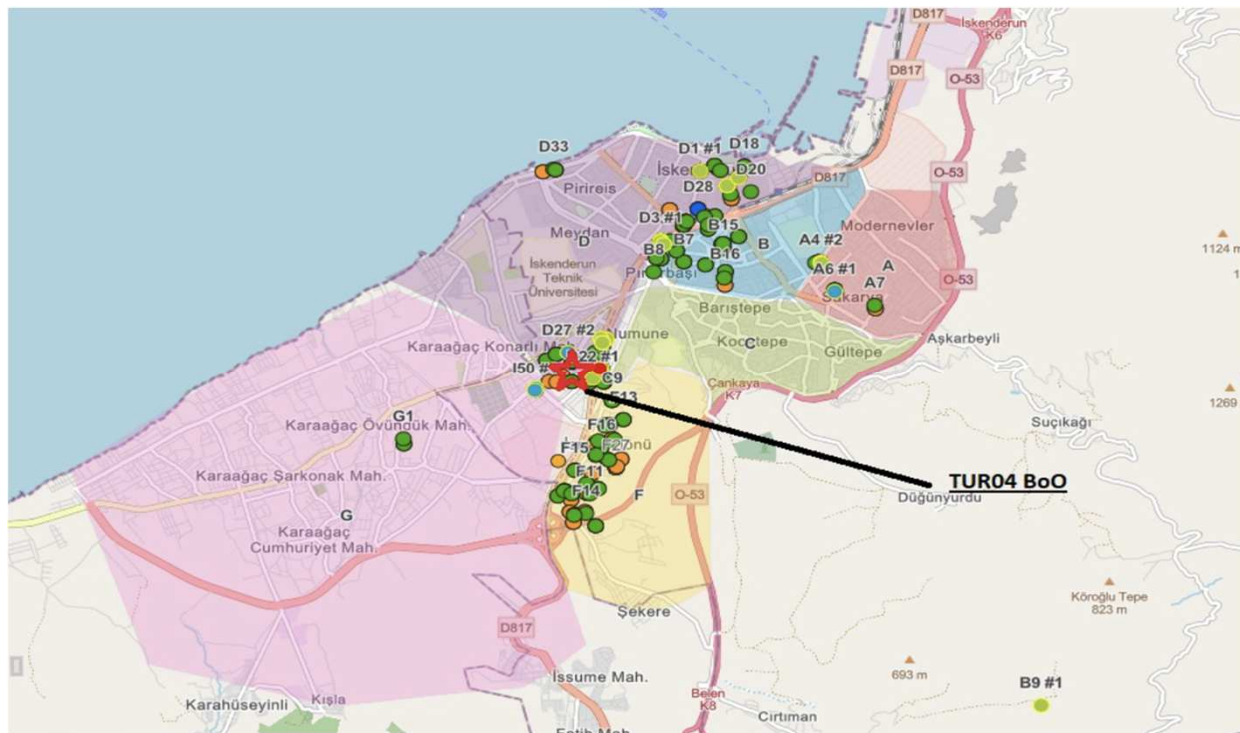 D817
İskenderun
K6
D817
O-53
D33
D1 #1
D18
İsken
D20
D28
D817
O-53
Pirireis
D3 #1
Modernevler
Meydan
D
B7
B15
B
A4 #2
1124 m
B8
B16
A
İskenderun
Teknik
Üniversitesi
A6 #1
O-53
A7
Barıştepe
D27 #2
Numune
Karaağaç Konarlı Mah.
C
Gültepe
Aşkarbeyli
22 #1
I50 #
C9
Çankaya
K7
1269
F13
G1
Karaağaç Övündük Mah.
F16
Suçıkağı
F15
F27
Karaağaç Şarkonak Mah.
F11
F14
F
O-53
TUR04 BoO
Düğünyurdu
G
Karaağaç
Cumhuriyet Mah.
Köroğlu Tepe
823 m
Şekere
D817
693 m
İssume Mah.
B9 #1
Karahüseyinli
Kışla
Belen
K8
Cırtıman